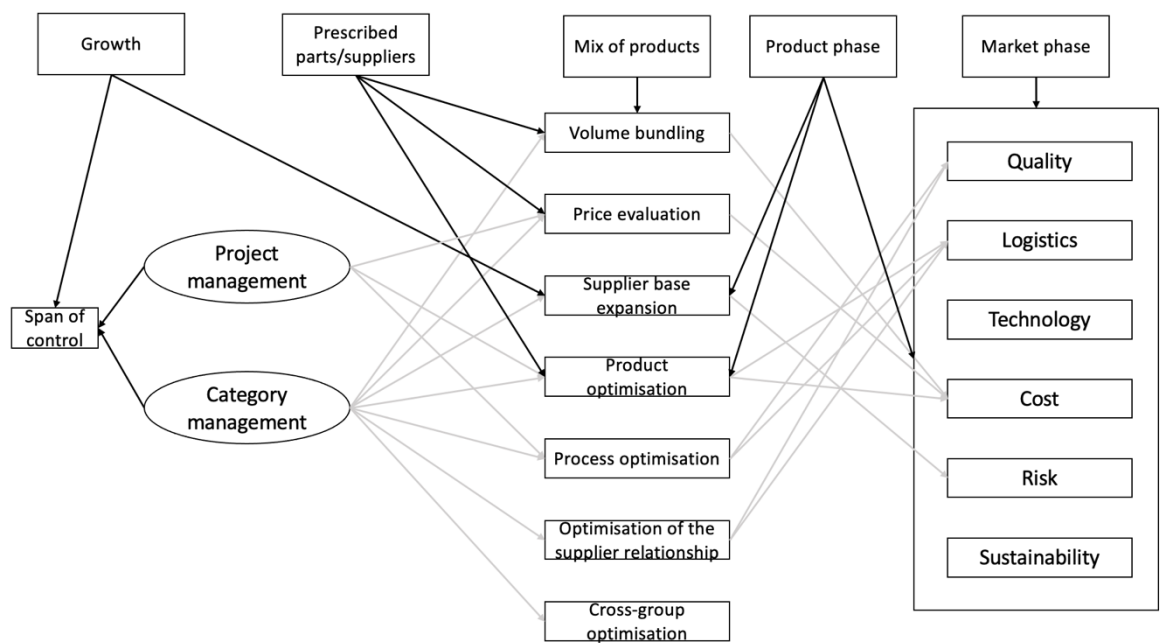 Growth
Prescribed
parts/suppliers
Mix of products
Product phase
Market phase
Volume bundling
Quality
Price evaluation
Logistics
Project
management
Supplier base
expansion
Span of
control
Technology
Product
optimisation
Category
management
Cost
Process optimisation
Risk
Optimisation of the
supplier relationship
Sustainability
Cross-group
optimisation